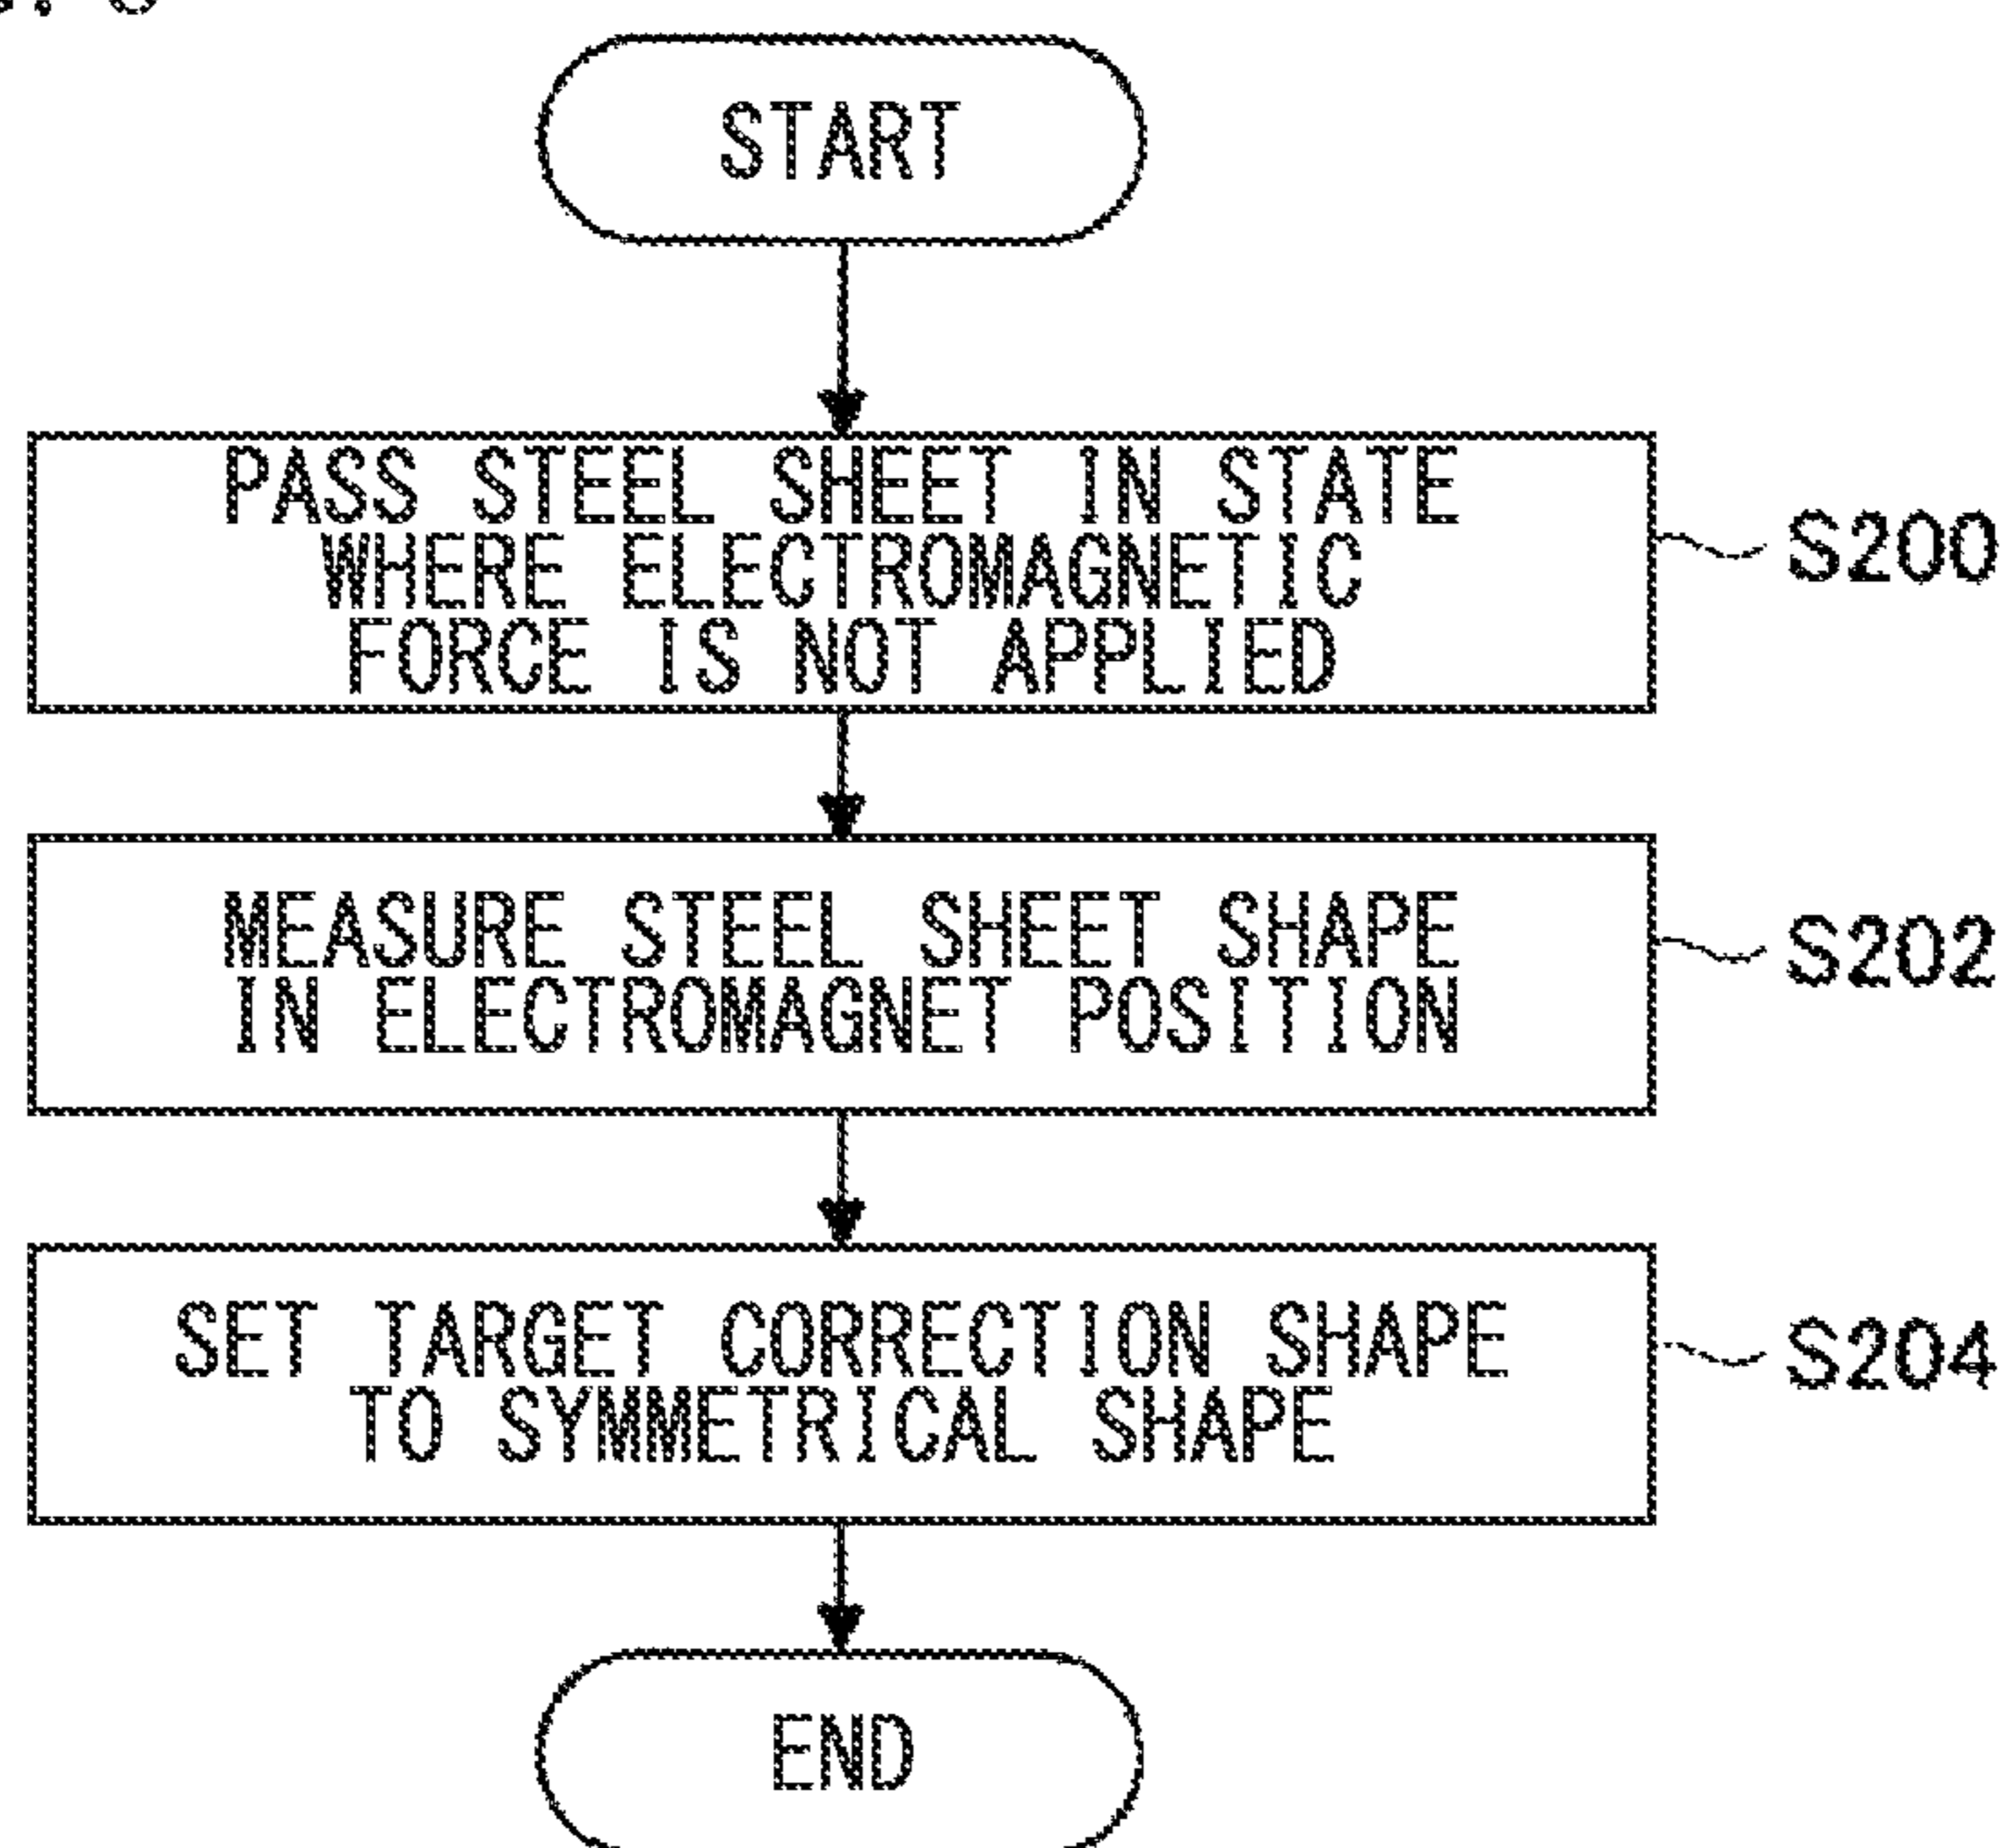 START
PASS STEEL SHEET IN STATE
WHERE ELECTROMAGNETIC
FORCE IS NOT APPLIED
S200
MEASURE STEEL SHEET SHAPE
IN ELECTROMAGNET POSITION
S202
SET TARGET CORRECTION SHAPE
TO SYMMETRICAL SHAPE
S204
END